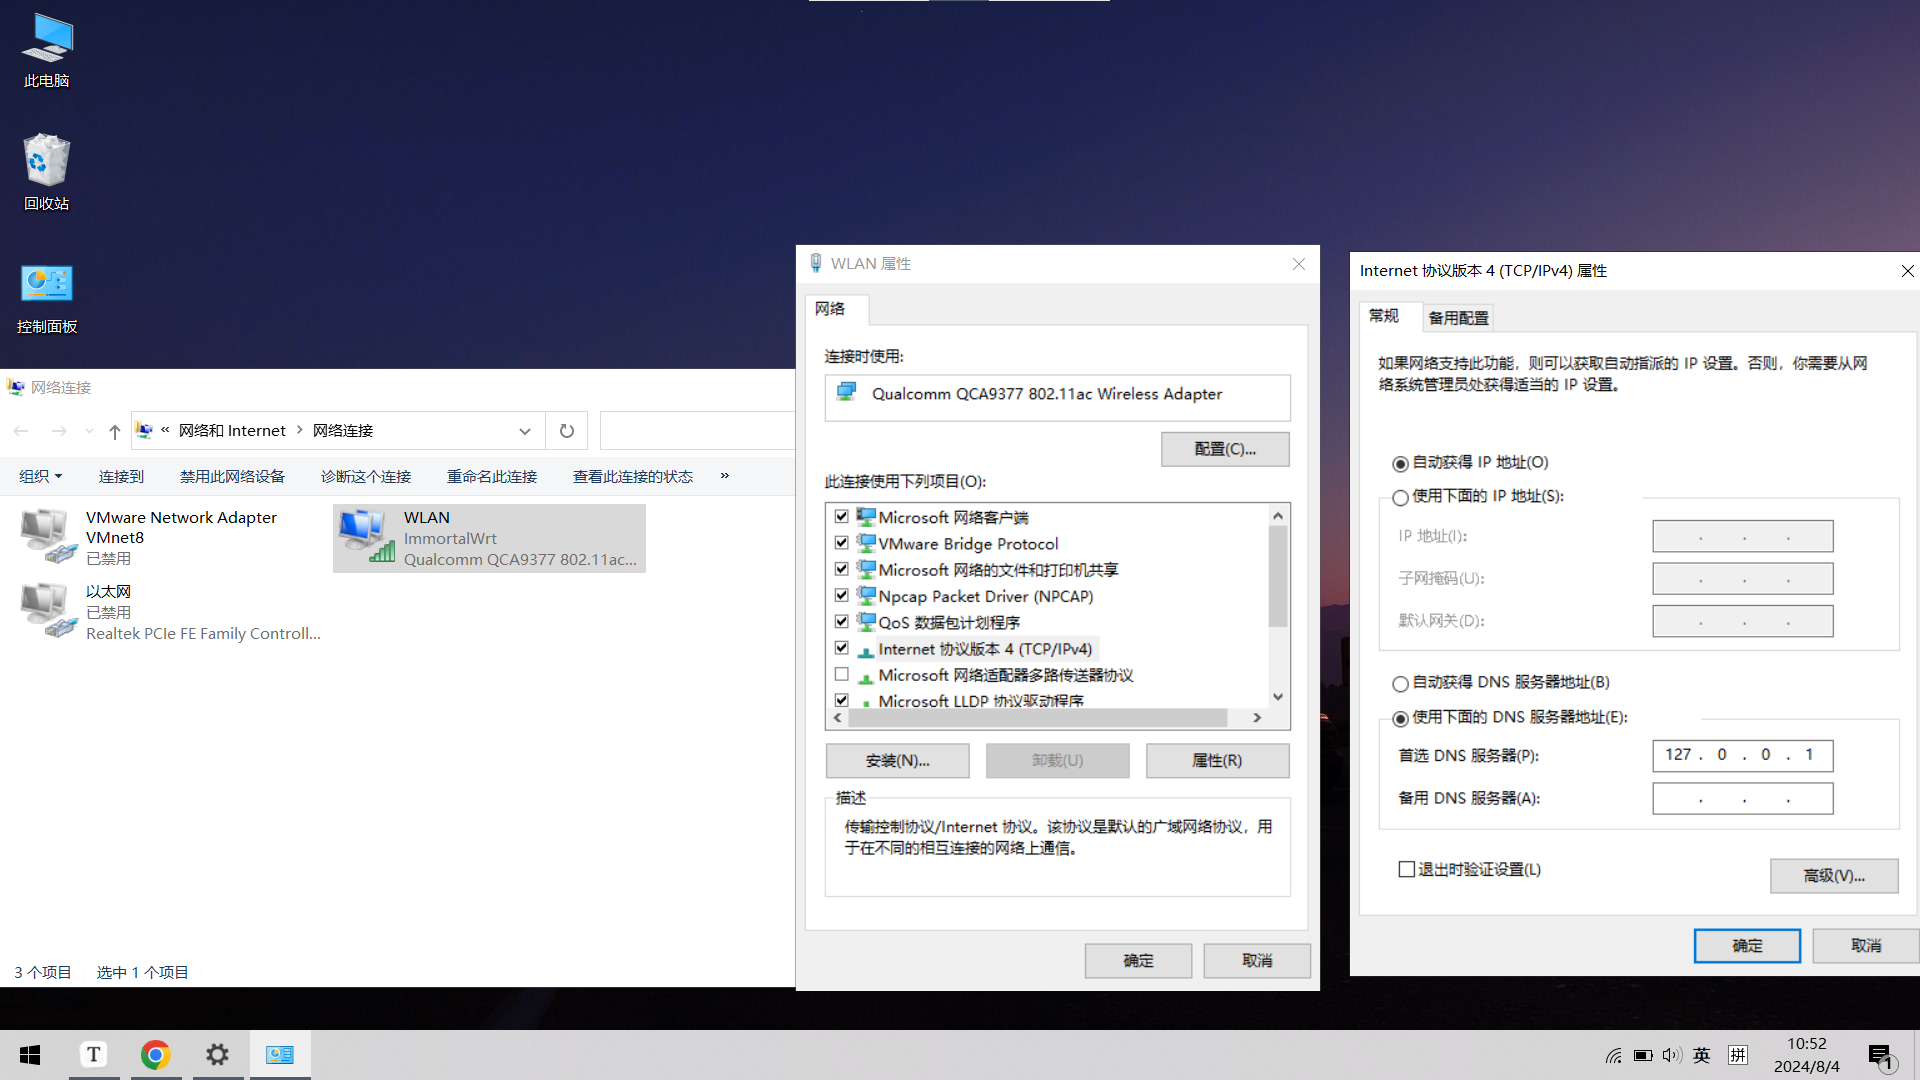 此电脑
回收站
控制面板
网络连接
« 网络和 Internet > 网络连接
组织
连接到
禁用此网络设备
诊断这个连接
重命名此连接
查看此连接的状态
»
VMware Network Adapter
VMnet8
已禁用
WLAN
ImmortalWrt
Qualcomm QCA9377 802.11ac...
以太网
已禁用
Realtek PCIe FE Family Controll...
3 个项目
选中 1 个项目
WLAN 属性
网络
连接时使用:
Qualcomm QCA9377 802.11ac Wireless Adapter
配置(C)...
此连接使用下列项目(O):
Microsoft 网络客户端
VMware Bridge Protocol
Microsoft 网络的文件和打印机共享
Npcap Packet Driver (NPCAP)
QoS 数据包计划程序
Internet 协议版本 4 (TCP/IPv4)
Microsoft 网络适配器多路传送器协议
Microsoft LLDP 协议驱动程序
安装(N)...
卸载(U)
属性(R)
描述
传输控制协议/Internet 协议。该协议是默认的广域网络协议，用
于在不同的相互连接的网络上通信。
确定
取消
Internet 协议版本 4 (TCP/IPv4) 属性
常规
备用配置
如果网络支持此功能，则可以获取自动指派的 IP 设置。否则，你需要从网
络系统管理员处获得适当的 IP 设置。
自动获得 IP 地址(O)
使用下面的 IP 地址(S):
IP 地址(I):
. . .
子网掩码(U):
. . .
默认网关(D):
. . .
自动获得 DNS 服务器地址(B)
使用下面的 DNS 服务器地址(E):
首选 DNS 服务器(P):
127 . 0 . 0 . 1
备用 DNS 服务器(A):
. . .
退出时验证设置(L)
高级(V)...
确定
取消
T
英
拼
10:52
2024/8/4
1